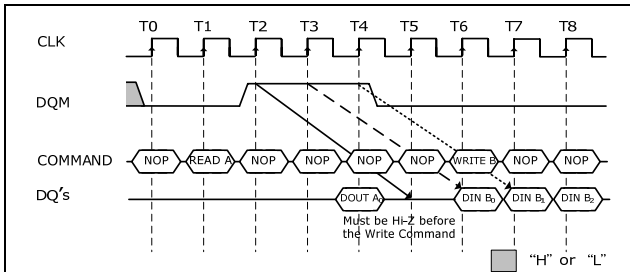 T0 T1 T2 T3 T4 T5 T6 T7 T8
CLK
DQM
COMMAND NOP READ A NOP NOP NOP NOP WRITE B NOP NOP
DQ's DOUT A0 DIN B0 DIN B1 DIN B2
Must be Hi-Z before
the Write Command
"H" or "L"